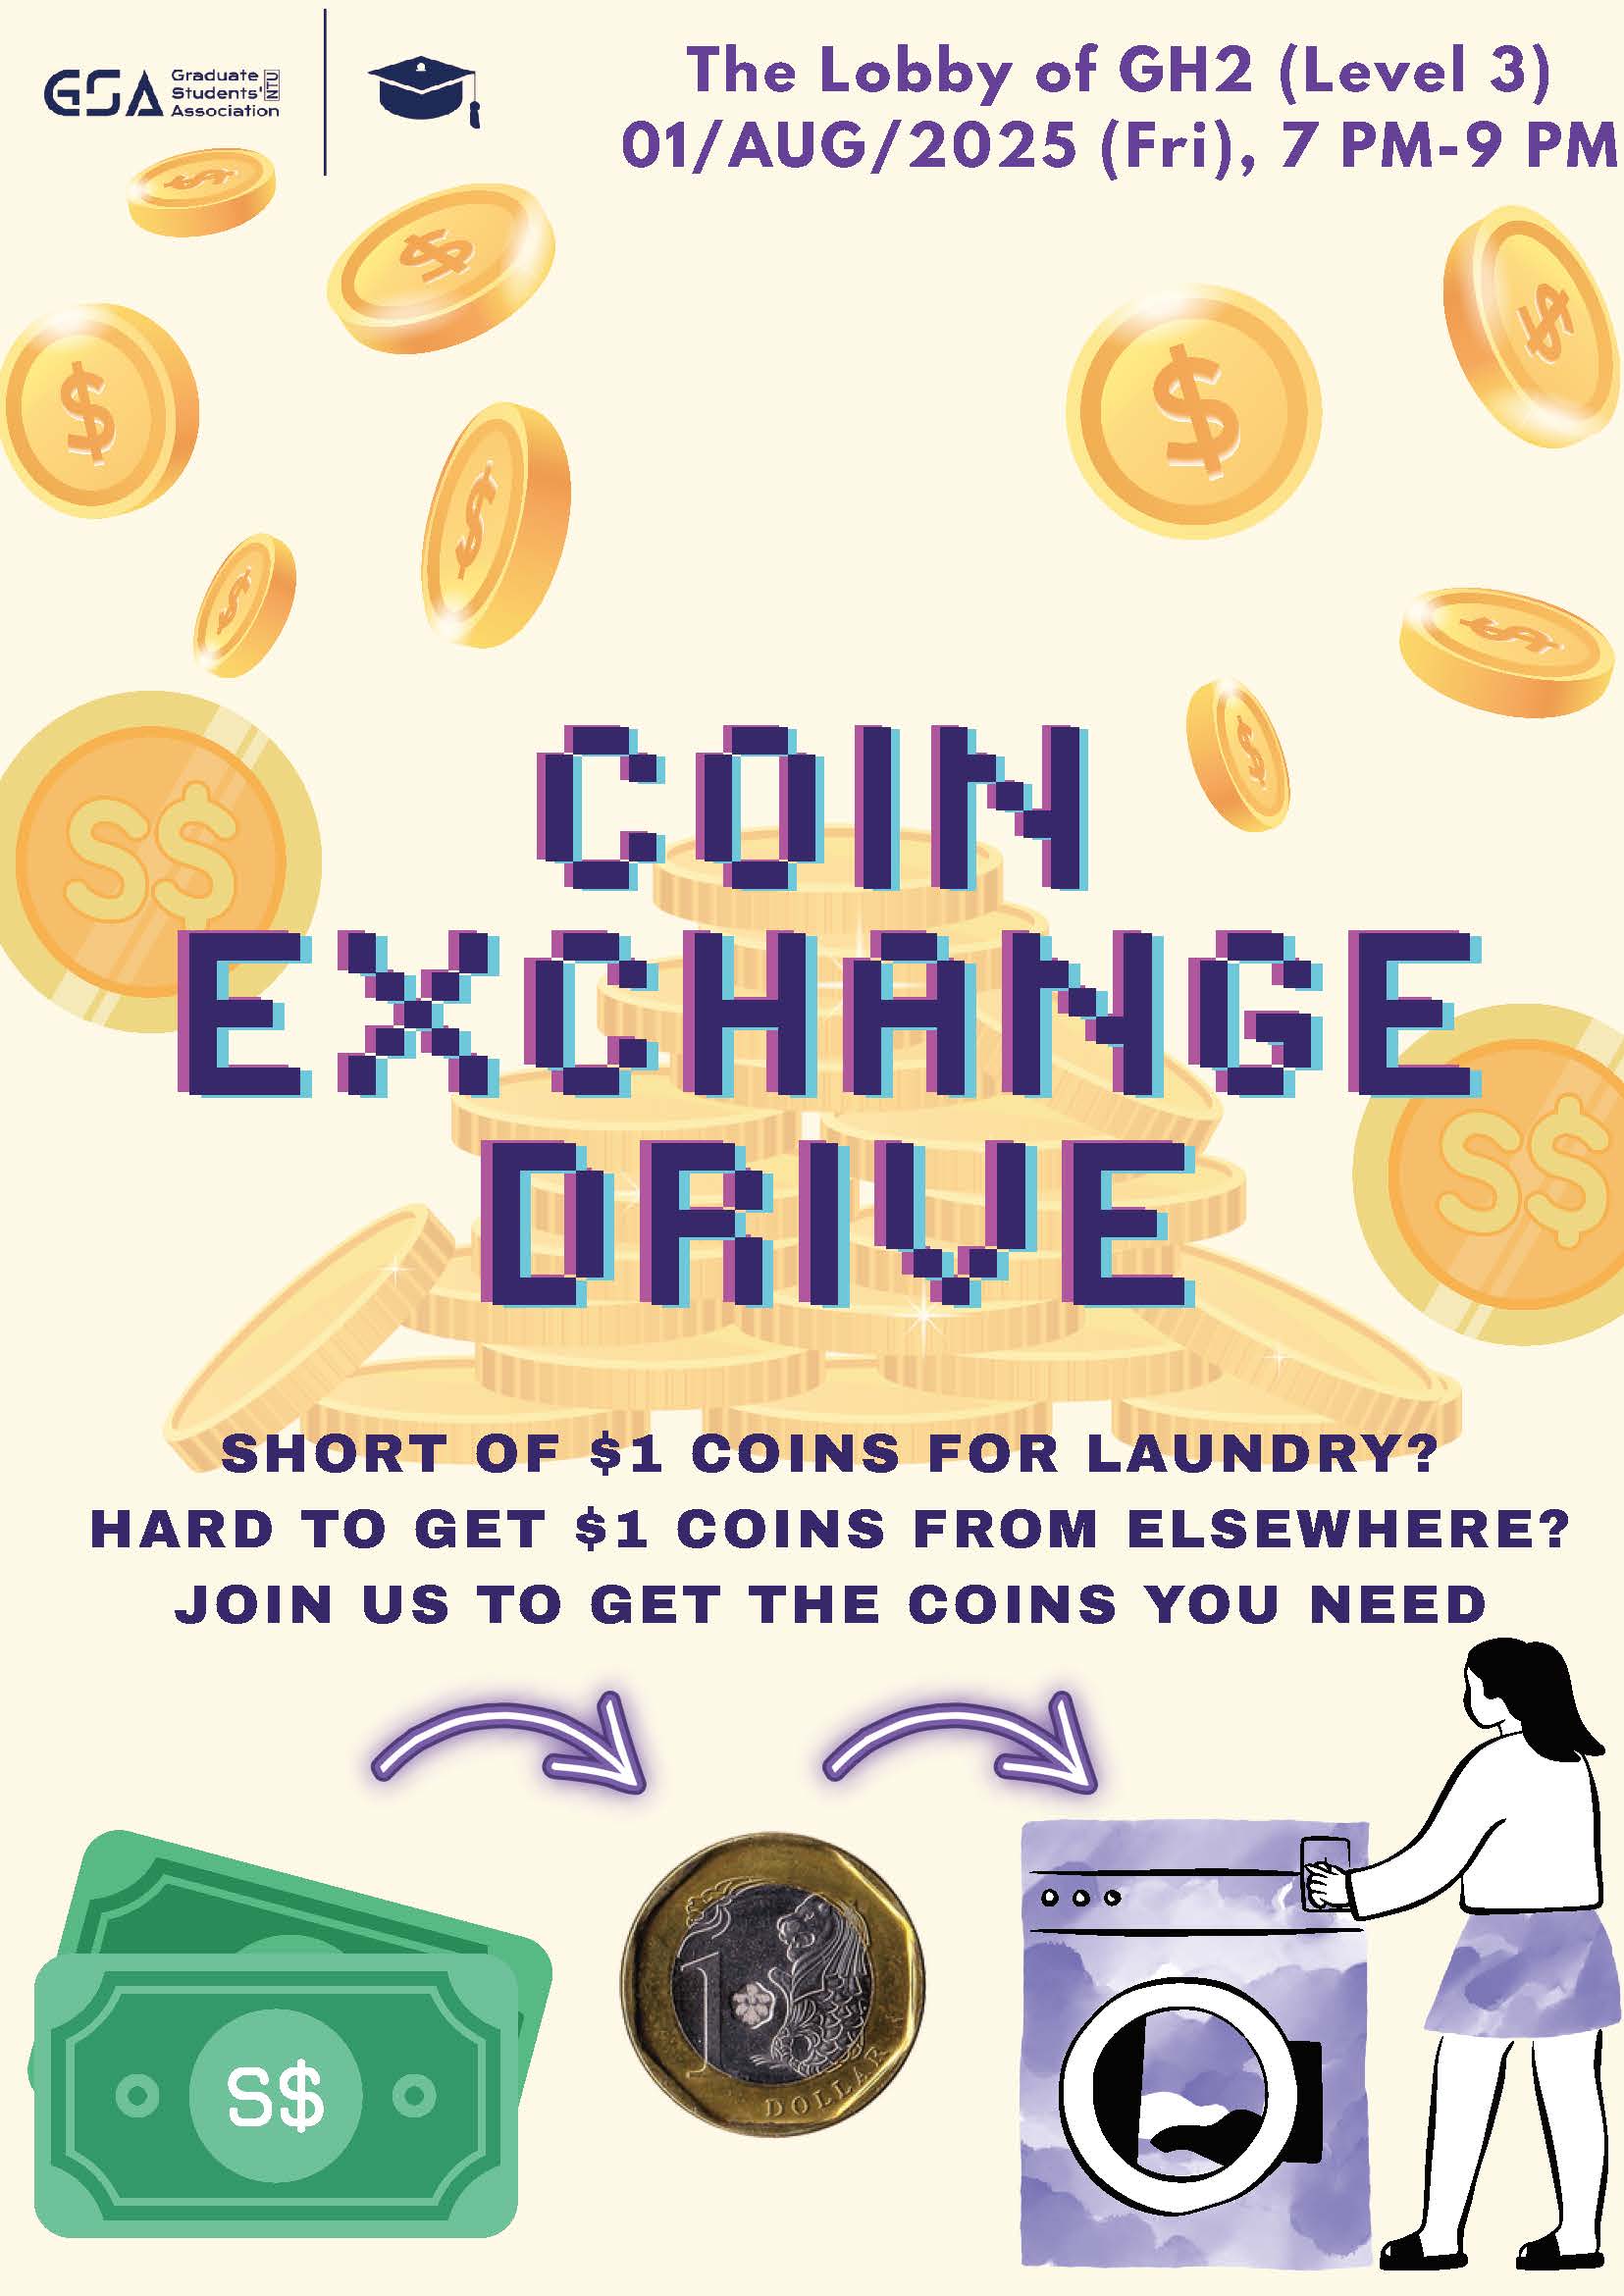 GSA Graduate Students' Association NTU
The Lobby of GH2 (Level 3)
01/AUG/2025 (Fri), 7 PM-9 PM
$
$
$
$
$
$
$
$
$
$
S$
COIN
EXCHANGE
DRIVE
S$
SHORT OF $1 COINS FOR LAUNDRY?
HARD TO GET $1 COINS FROM ELSEWHERE?
JOIN US TO GET THE COINS YOU NEED
S$
1
DOLLAR